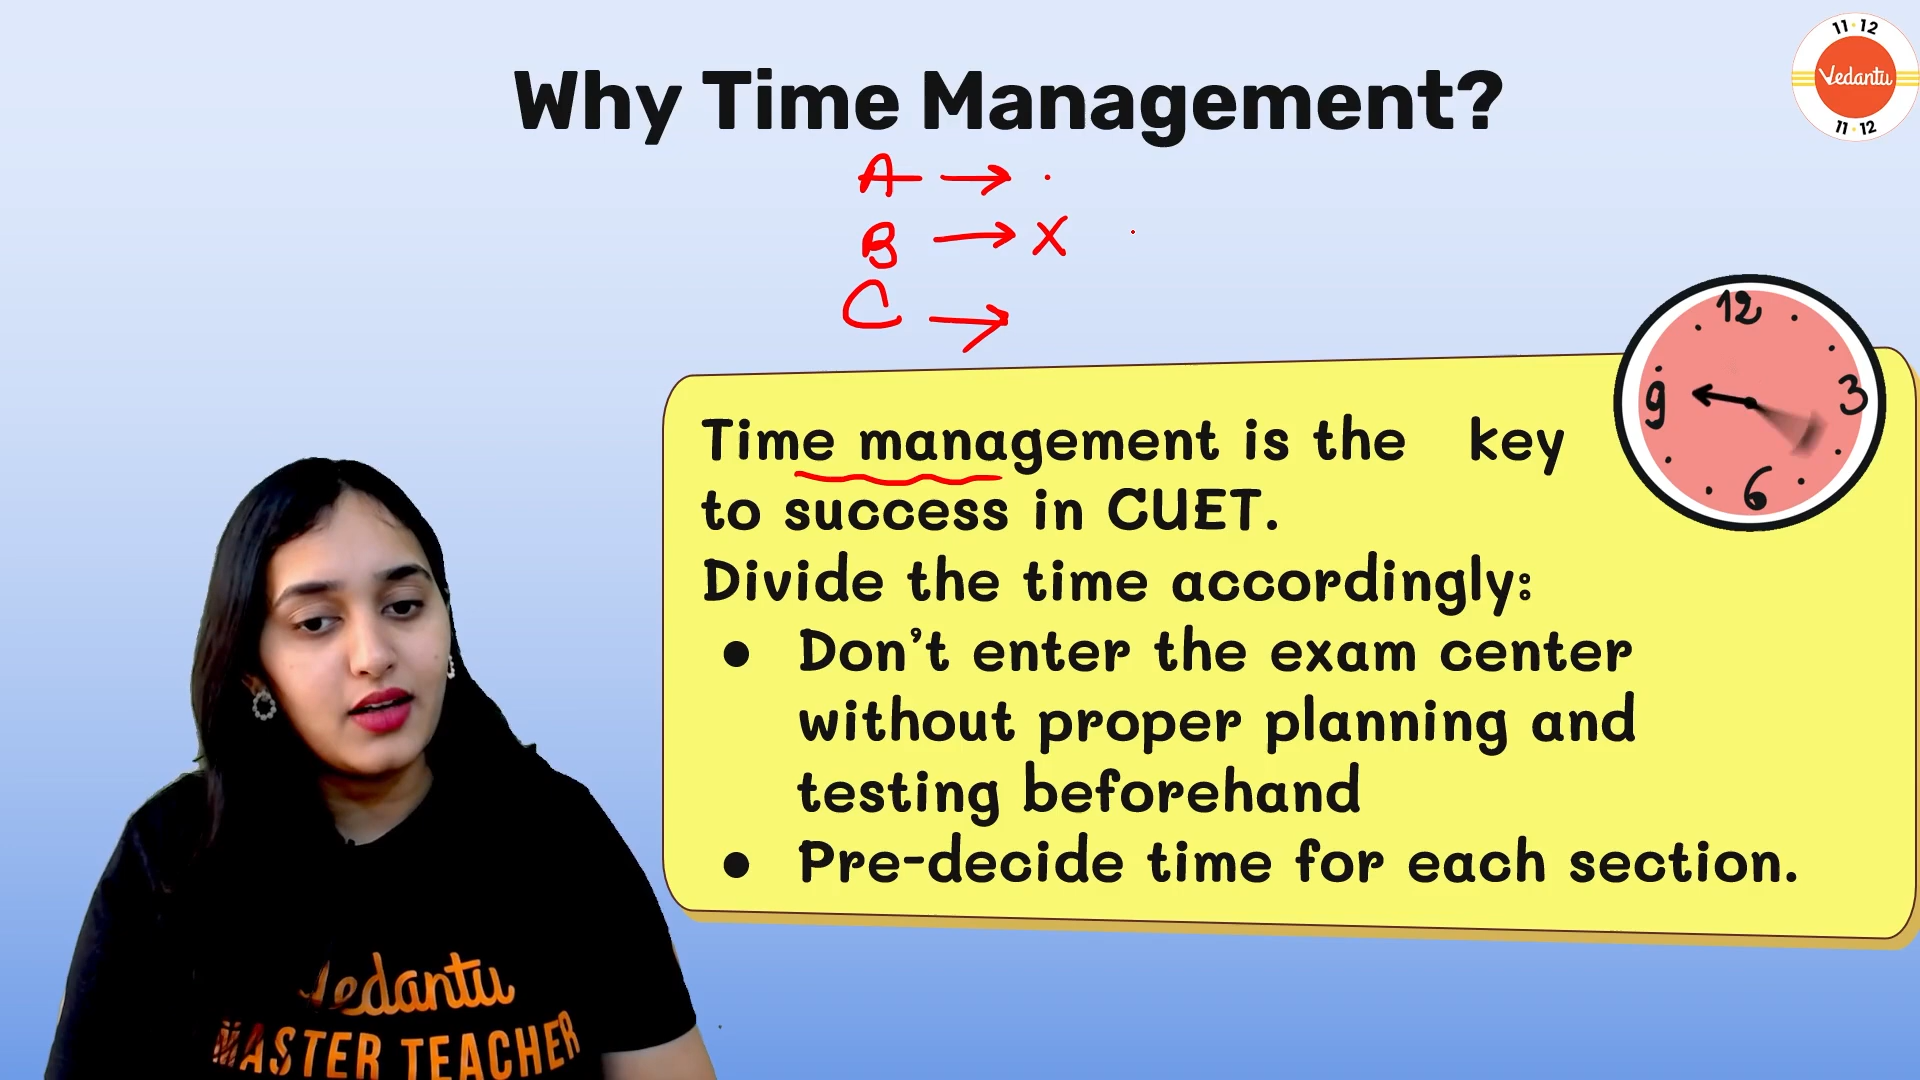 11·12
Vedantu
11·12
Why Time Management?
A →
B → X
C →
12
9
3
6
Time management is the key
to success in CUET.
Divide the time accordingly:
● Don't enter the exam center
without proper planning and
testing beforehand
● Pre-decide time for each section.
Vedantu
MASTER TEACHER